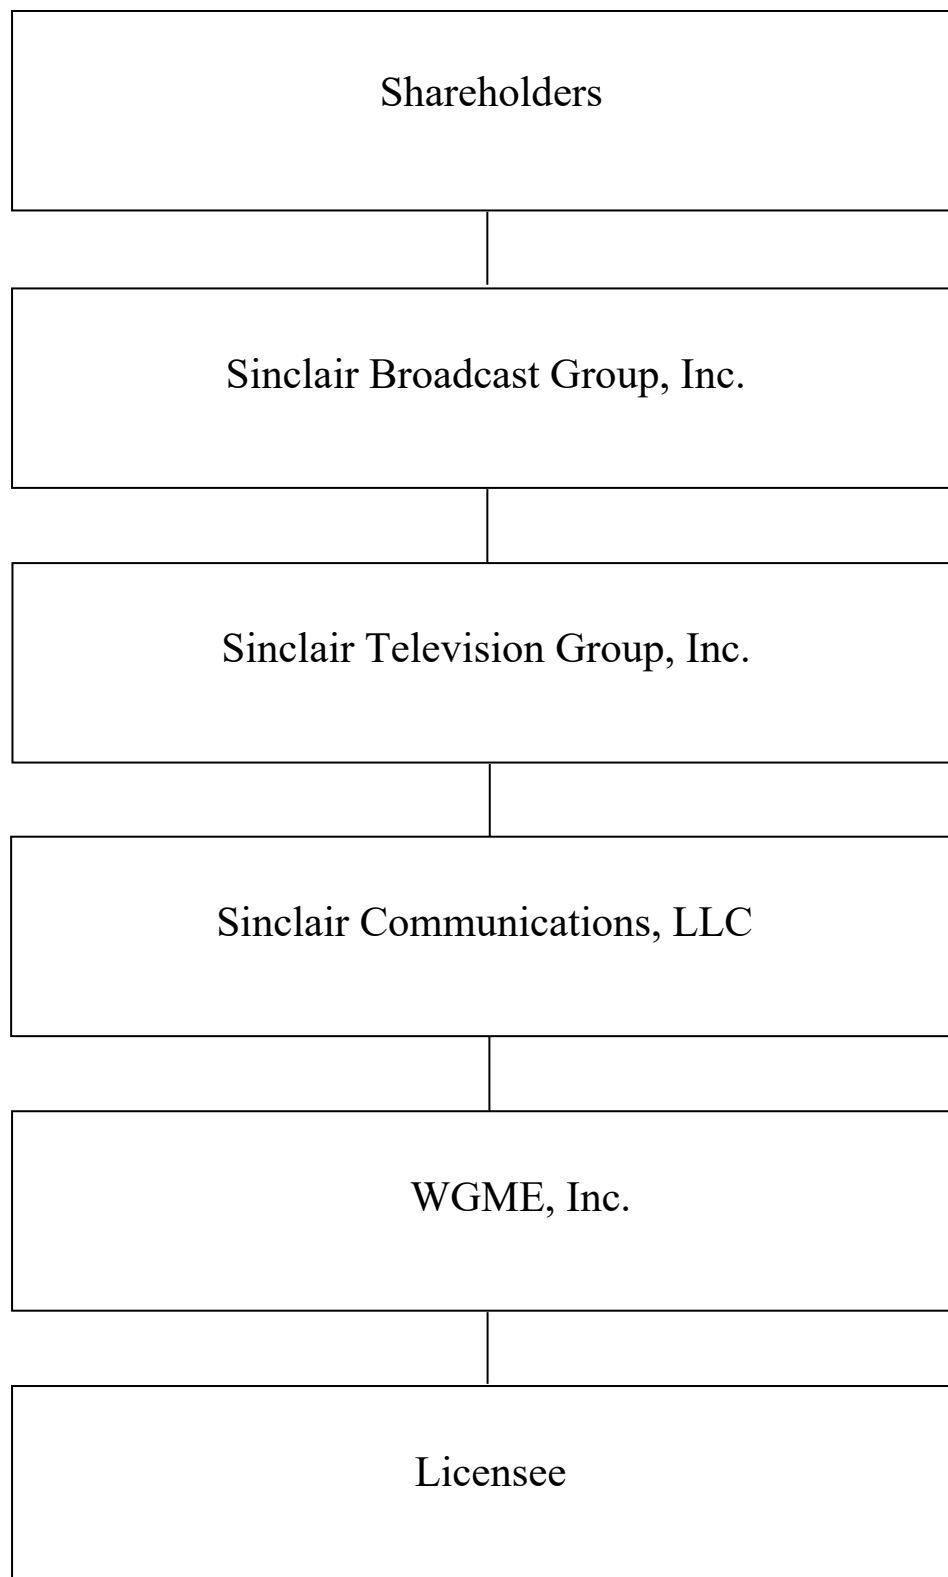 Shareholders
Sinclair Broadcast Group, Inc.
Sinclair Television Group, Inc.
Sinclair Communications, LLC
WGME, Inc.
Licensee